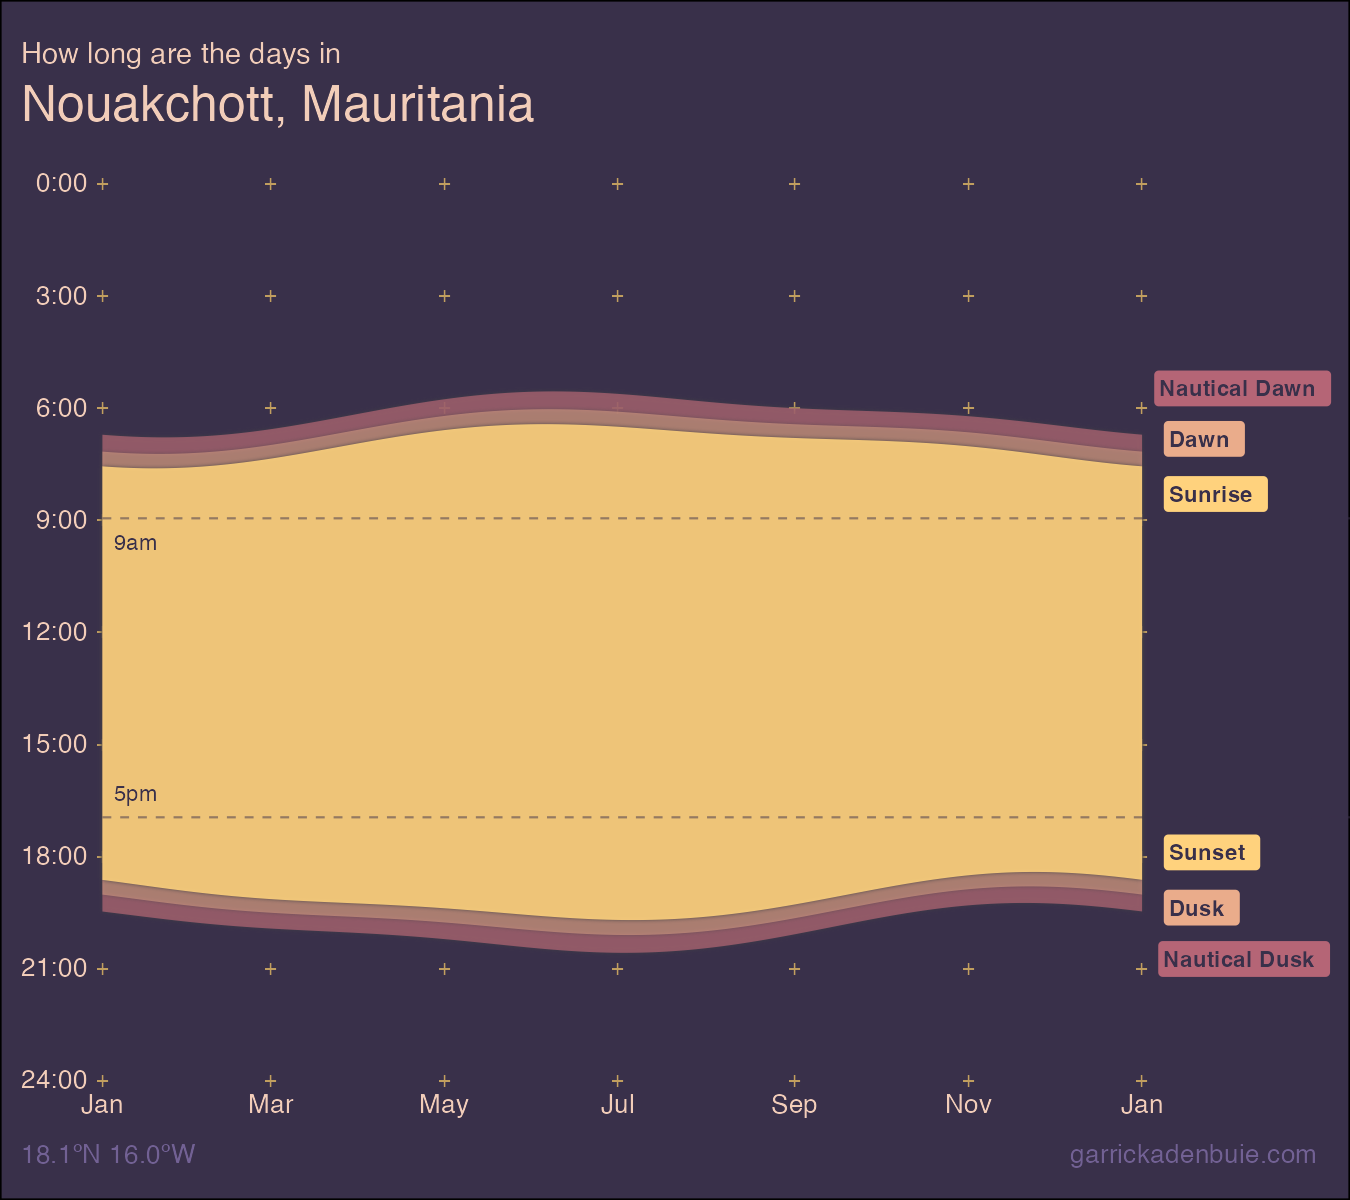 How long are the days in
Nouakchott, Mauritania
0:00
3:00
6:00
9:00
12:00
15:00
18:00
21:00
24:00
9am
5pm
Nautical Dawn
Dawn
Sunrise
Sunset
Dusk
Nautical Dusk
Jan Mar May Jul Sep Nov Jan
18.1°N 16.0°W
garrickadenbuie.com